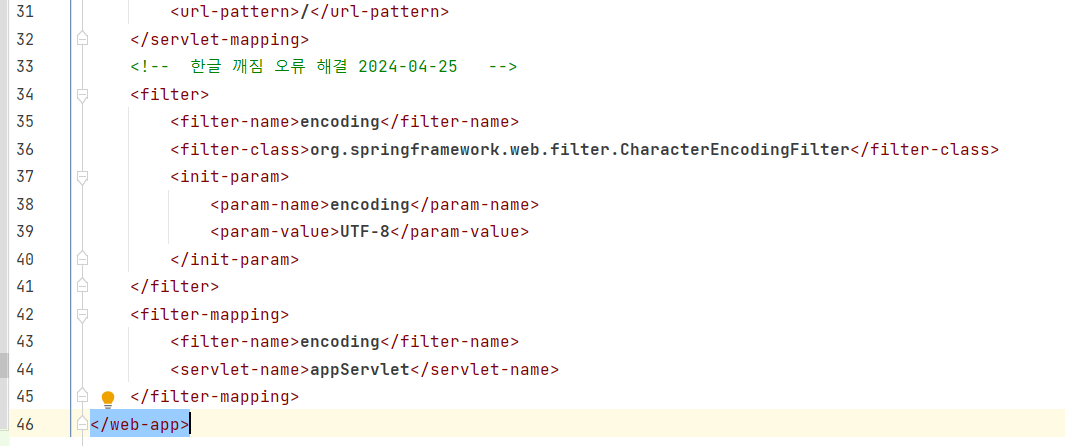 31 <url-pattern>/</url-pattern>
32 </servlet-mapping>
33 <!--  한글 깨짐 오류 해결 2024-04-25   -->
34 <filter>
35 <filter-name>encoding</filter-name>
36 <filter-class>org.springframework.web.filter.CharacterEncodingFilter</filter-class>
37 <init-param>
38 <param-name>encoding</param-name>
39 <param-value>UTF-8</param-value>
40 </init-param>
41 </filter>
42 <filter-mapping>
43 <filter-name>encoding</filter-name>
44 <servlet-name>appServlet</servlet-name>
45 </filter-mapping>
46 </web-app>